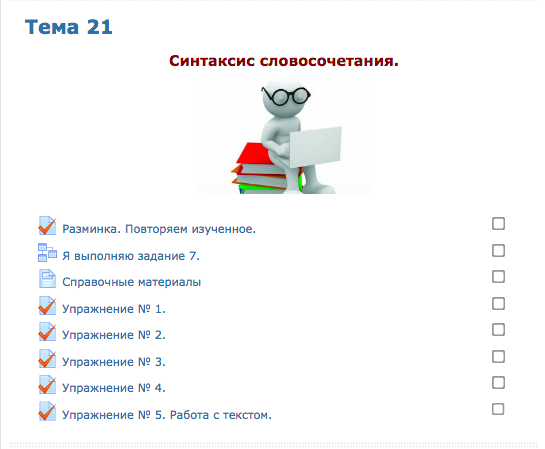 Тема 21
Синтаксис словосочетания.
Разминка. Повторяем изученное.
Я выполняю задание 7.
Справочные материалы
Упражнение № 1.
Упражнение № 2.
Упражнение № 3.
Упражнение № 4.
Упражнение № 5. Работа с текстом.